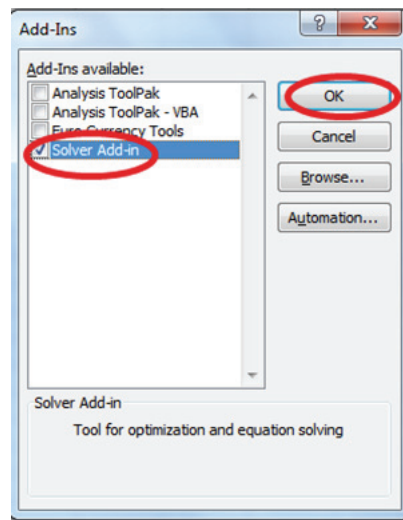 Add-Ins
Add-Ins available:
Analysis ToolPak
Analysis ToolPak - VBA
Euro Currency Tools
Solver Add-in
OK
Cancel
Browse...
Automation...
Solver Add-in
Tool for optimization and equation solving